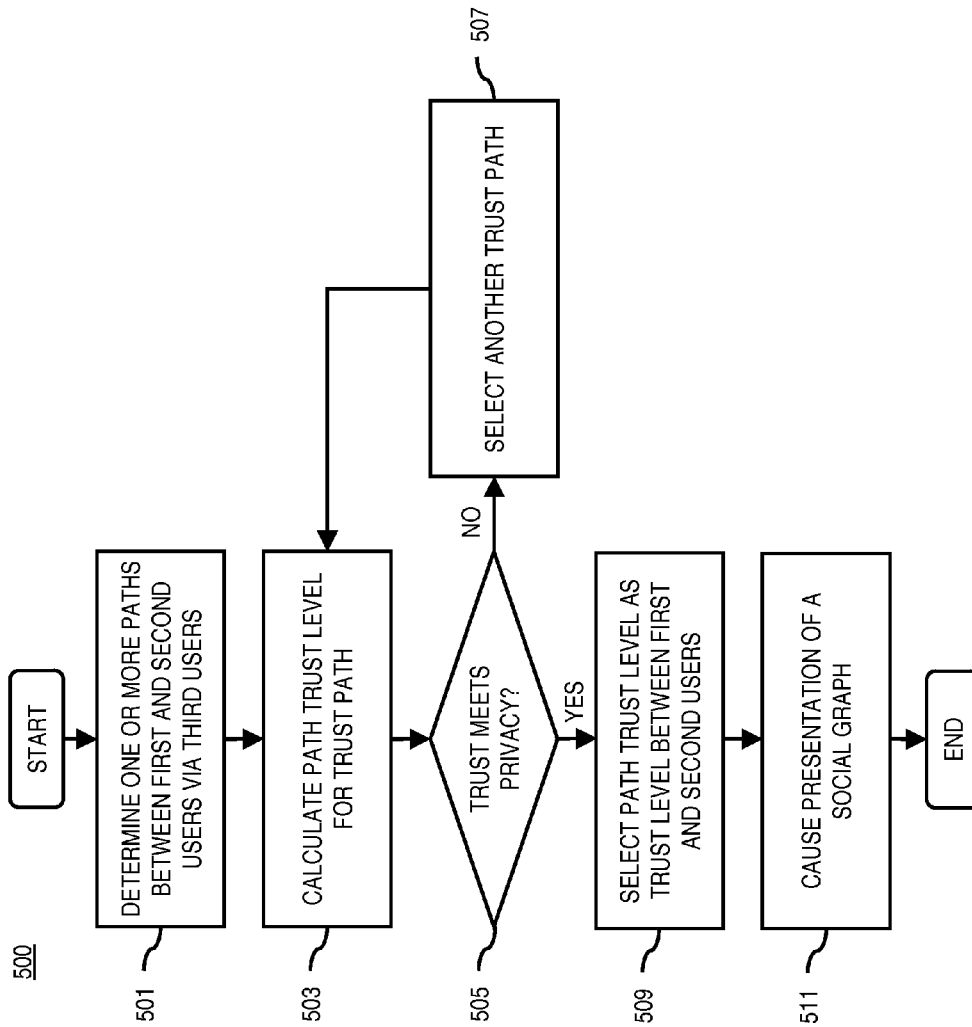 500
START
501
DETERMINE ONE OR MORE PATHS
BETWEEN FIRST AND SECOND
USERS VIA THIRD USERS
503
CALCULATE PATH TRUST LEVEL
FOR TRUST PATH
505
TRUST MEETS
PRIVACY?
NO
SELECT ANOTHER TRUST PATH
507
YES
509
SELECT PATH TRUST LEVEL AS
TRUST LEVEL BETWEEN FIRST
AND SECOND USERS
511
CAUSE PRESENTATION OF A
SOCIAL GRAPH
END